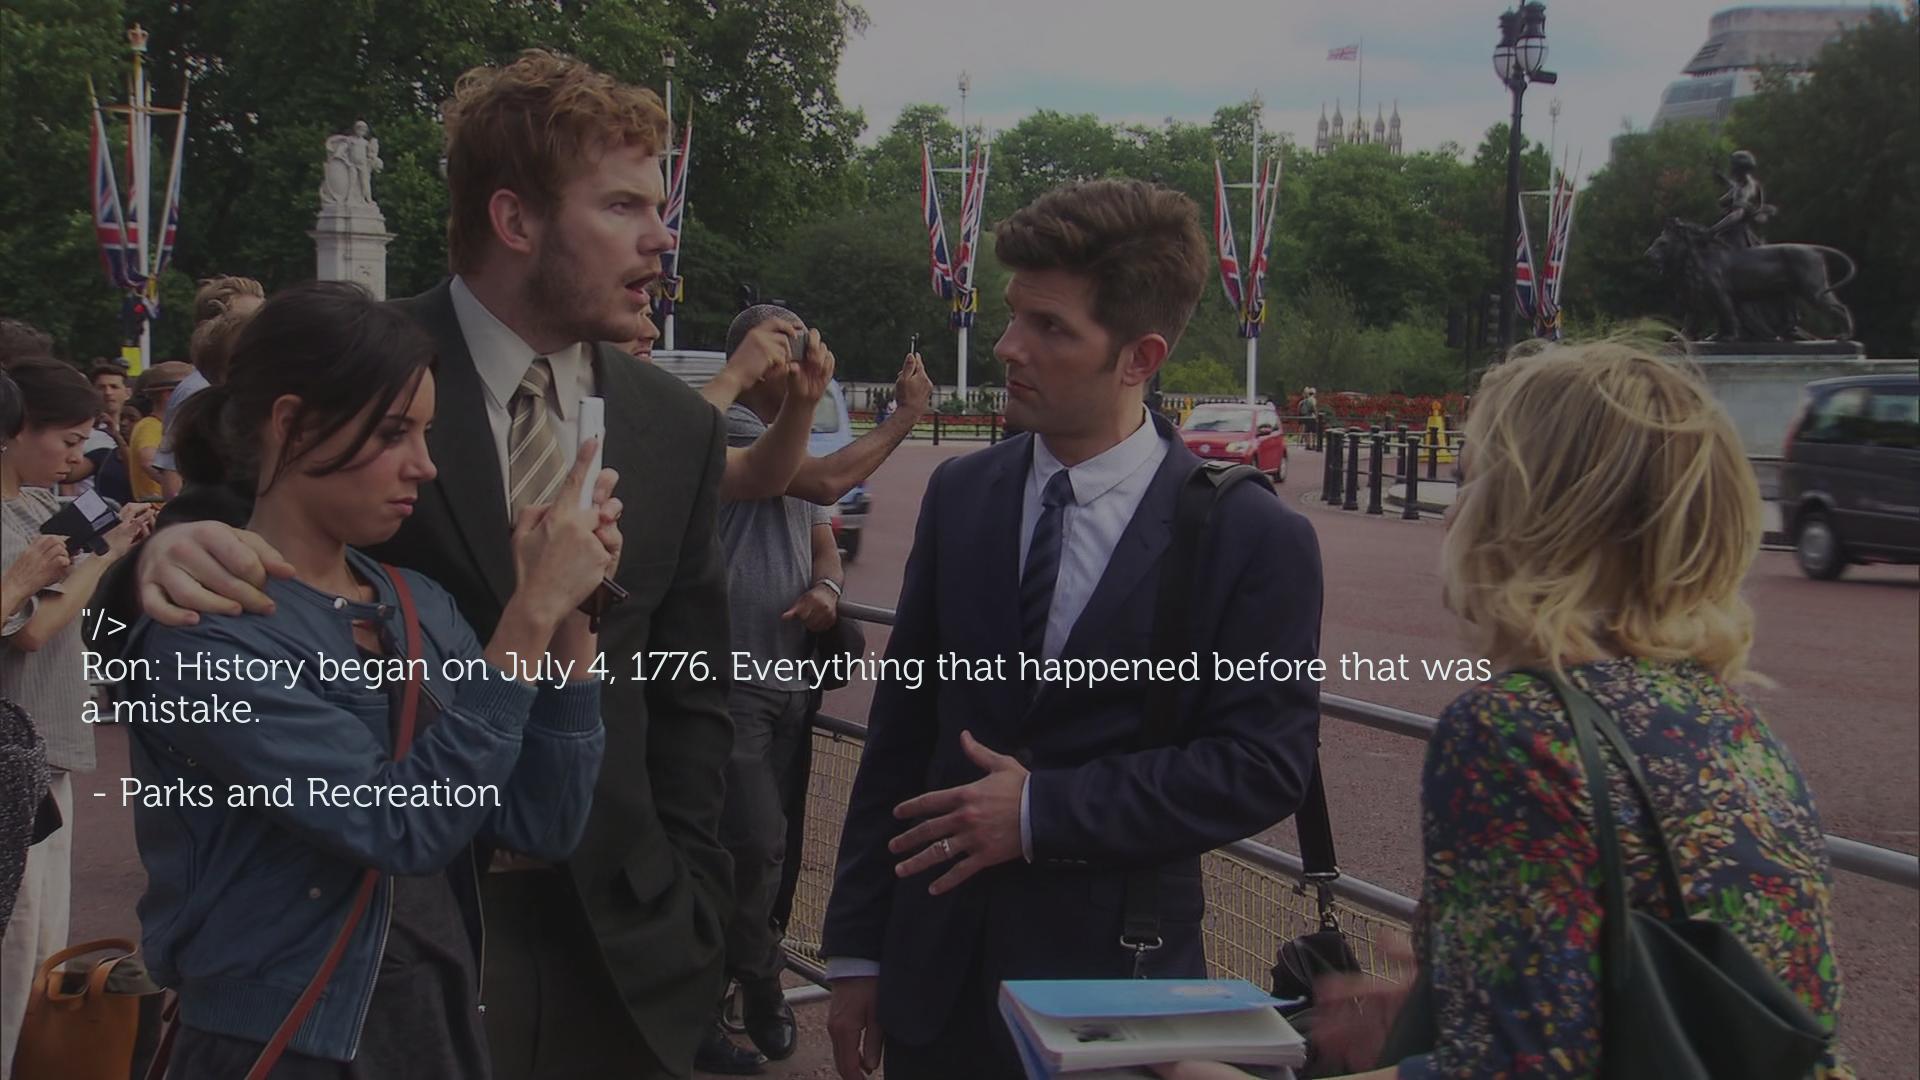 "/>
Ron: History began on July 4, 1776. Everything that happened before that was
a mistake.
- Parks and Recreation